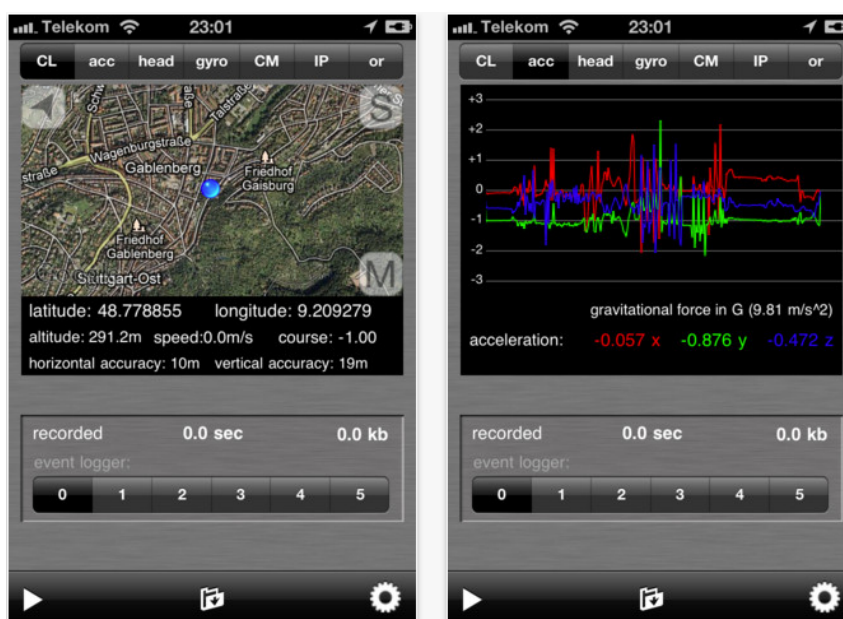 Telekom 23:01
CL acc head gyro CM IP or
S
Wagenburgstraße
Talstraße
straße
Gablenberg
Friedhof
Gaisburg
Friedhof
Gablenberg
Stuttgart-Ost
M
latitude: 48.778855 longitude: 9.209279
altitude: 291.2m speed:0.0m/s course: -1.00
horizontal accuracy: 10m vertical accuracy: 19m
recorded 0.0 sec 0.0 kb
event logger:
0 1 2 3 4 5
Telekom 23:01
CL acc head gyro CM IP or
+3
+2
+1
0
-1
-2
-3
gravitational force in G (9.81 m/s^2)
acceleration: -0.057 x -0.876 y -0.472 z
recorded 0.0 sec 0.0 kb
event logger:
0 1 2 3 4 5